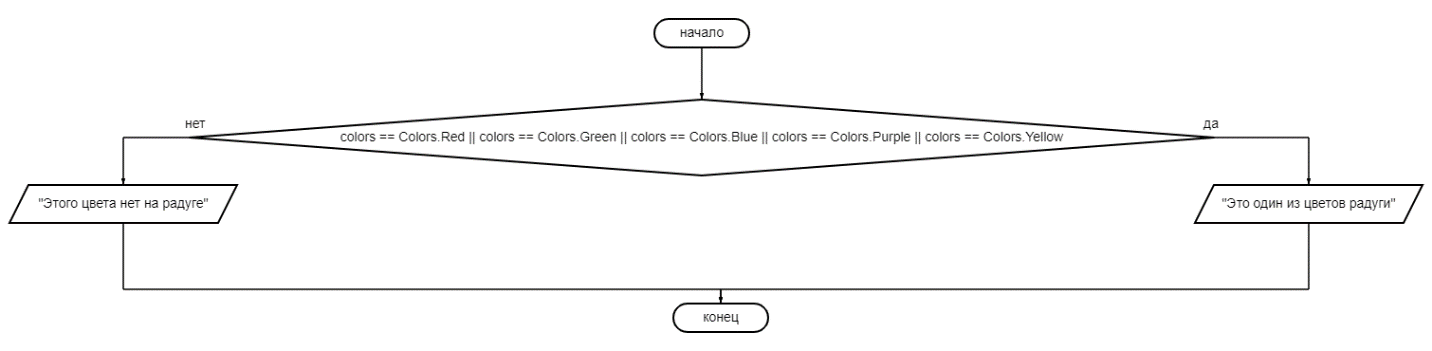 начало
нет
да
colors == Colors.Red || colors == Colors.Green || colors == Colors.Blue || colors == Colors.Purple || colors == Colors.Yellow
"Этого цвета нет на радуге"
"Это один из цветов радуги"
конец